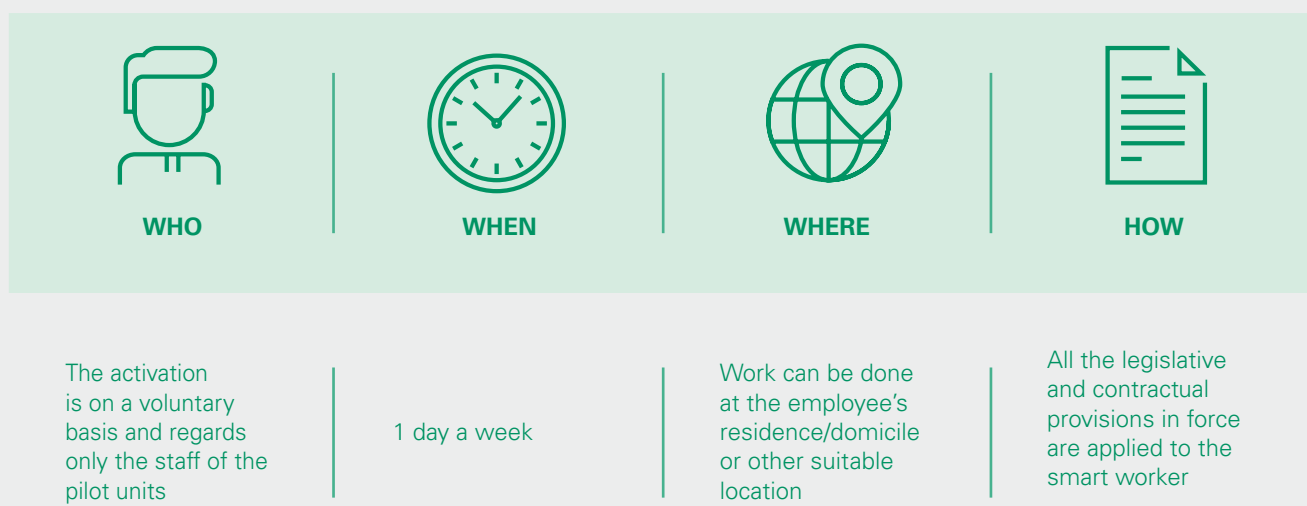 WHO
WHEN
WHERE
HOW
The activation
is on a voluntary
basis and regards
only the staff of the
pilot units
1 day a week
Work can be done
at the employee’s
residence/domicile
or other suitable
location
All the legislative
and contractual
provisions in force
are applied to the
smart worker